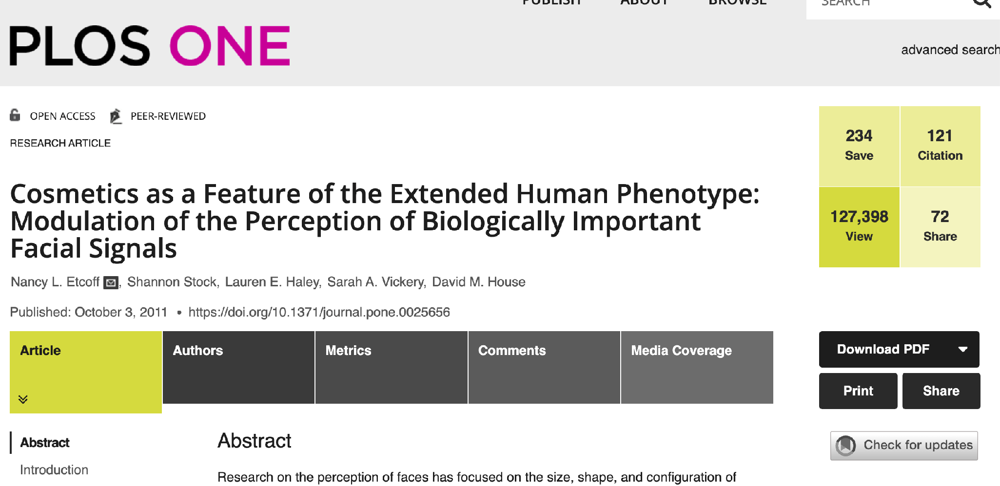 PUBLISH ABOUT BROWSE SEARCH
PLOS ONE
advanced search
OPEN ACCESS PEER-REVIEWED
RESEARCH ARTICLE
Cosmetics as a Feature of the Extended Human Phenotype:
Modulation of the Perception of Biologically Important
Facial Signals
Nancy L. Etcoff, Shannon Stock, Lauren E. Haley, Sarah A. Vickery, David M. House
Published: October 3, 2011 • https://doi.org/10.1371/journal.pone.0025656
234 121
Save Citation
127,398 72
View Share
Article Authors Metrics Comments Media Coverage
Download PDF
Print Share
Check for updates
Abstract
Introduction
Abstract
Research on the perception of faces has focused on the size, shape, and configuration of